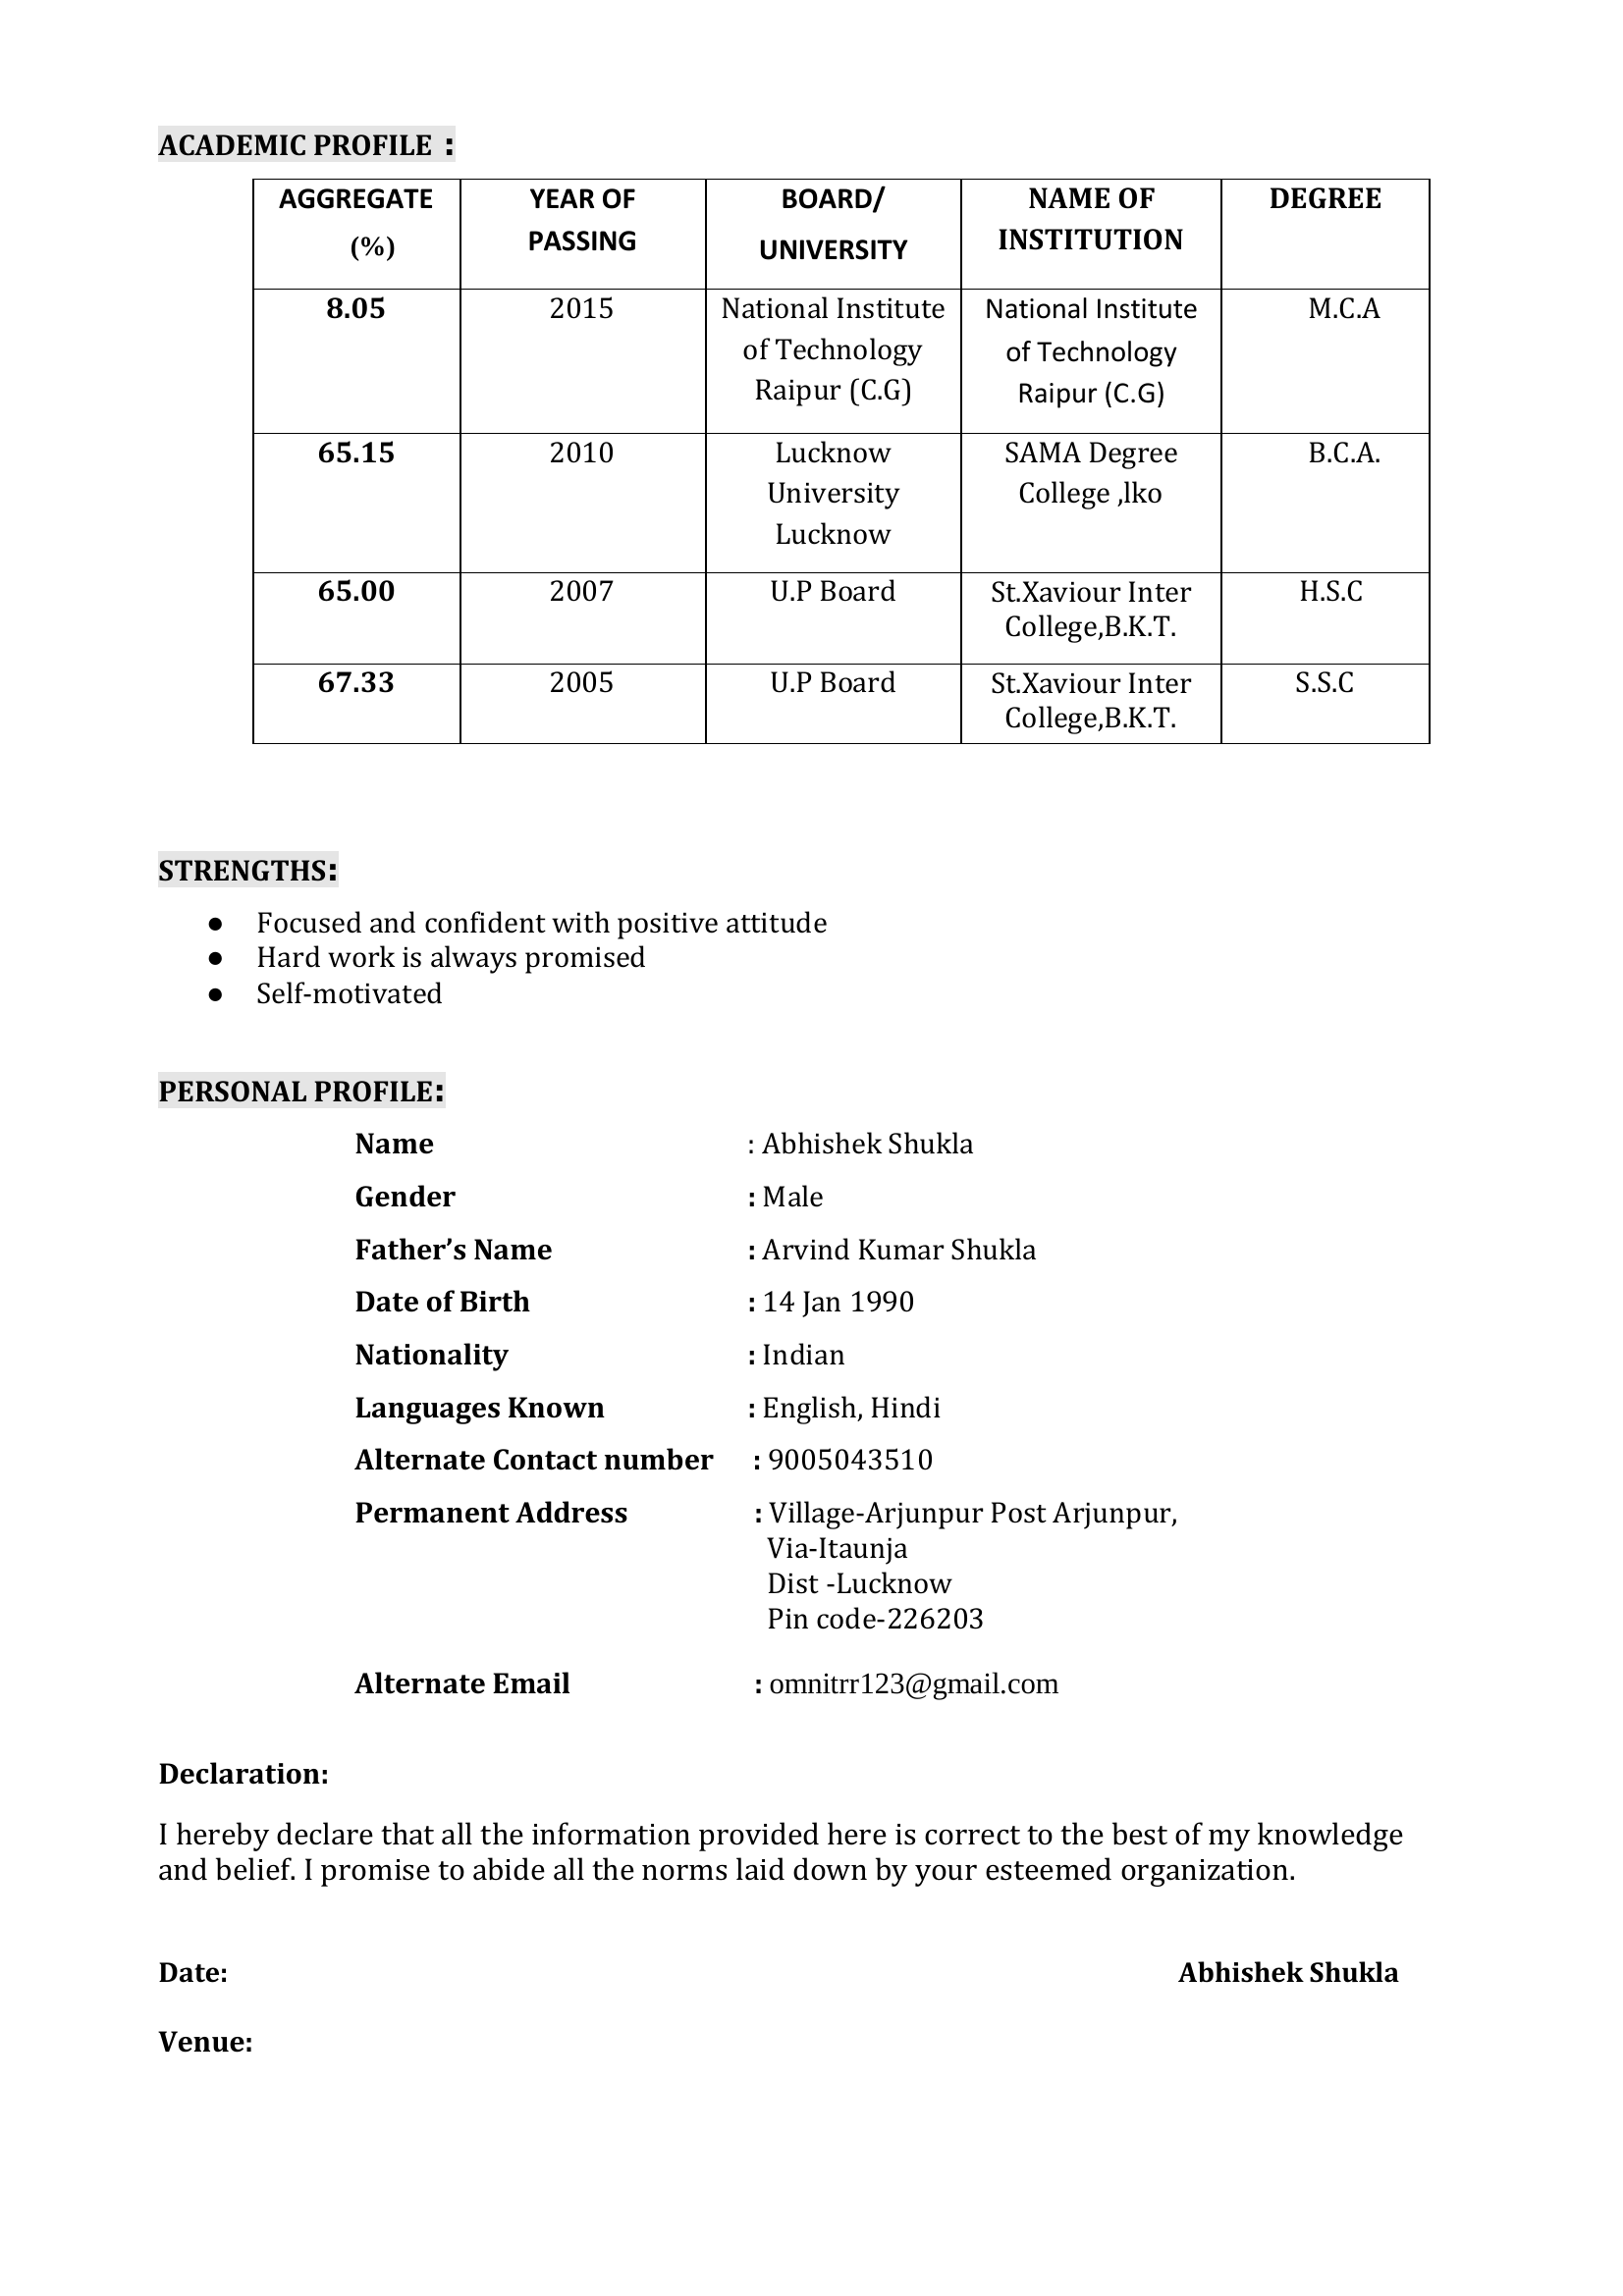 ACADEMIC PROFILE :
AGGREGATE (%) YEAR OF PASSING BOARD/ UNIVERSITY NAME OF INSTITUTION DEGREE
8.05 2015 National Institute of Technology Raipur (C.G) National Institute of Technology Raipur (C.G) M.C.A
65.15 2010 Lucknow University Lucknow SAMA Degree College ,lko B.C.A.
65.00 2007 U.P Board St.Xaviour Inter College,B.K.T. H.S.C
67.33 2005 U.P Board St.Xaviour Inter College,B.K.T. S.S.C
STRENGTHS:
● Focused and confident with positive attitude
● Hard work is always promised
● Self-motivated
PERSONAL PROFILE:
Name : Abhishek Shukla
Gender : Male
Father’s Name : Arvind Kumar Shukla
Date of Birth : 14 Jan 1990
Nationality : Indian
Languages Known : English, Hindi
Alternate Contact number : 9005043510
Permanent Address : Village-Arjunpur Post Arjunpur,
Via-Itaunja
Dist -Lucknow
Pin code-226203
Alternate Email : omnitrr123@gmail.com
Declaration:
I hereby declare that all the information provided here is correct to the best of my knowledge
and belief. I promise to abide all the norms laid down by your esteemed organization.
Date: Abhishek Shukla
Venue: